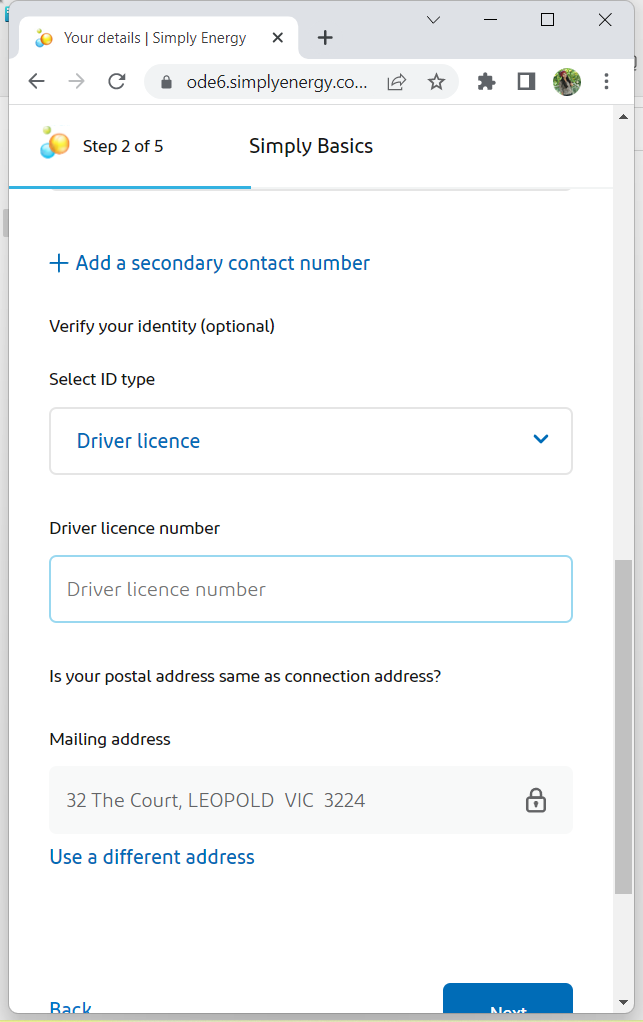 Your details | Simply Energy
ode6.simplyenergy.co...
Step 2 of 5
Simply Basics
Add a secondary contact number
Verify your identity (optional)
Select ID type
Driver licence
Driver licence number
Driver licence number
Is your postal address same as connection address?
Mailing address
32 The Court, LEOPOLD VIC 3224
Use a different address
Back
Next